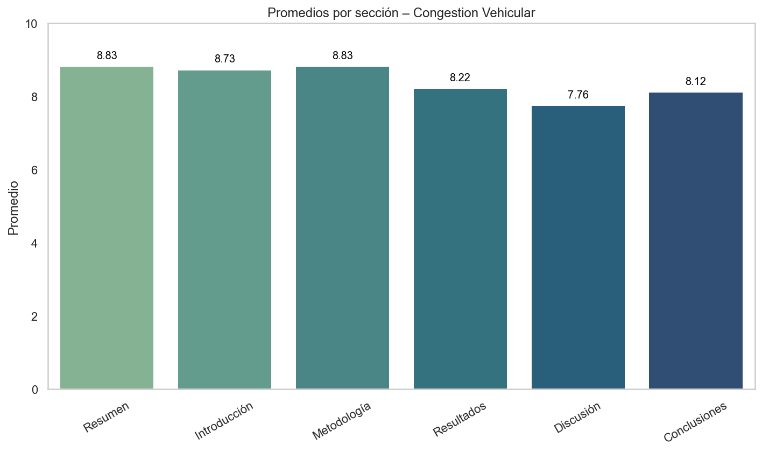 Promedios por sección – Congestion Vehicular
Promedio
10
8
6
4
2
0
8.83
8.73
8.83
8.22
7.76
8.12
Resumen
Introducción
Metodología
Resultados
Discusión
Conclusiones